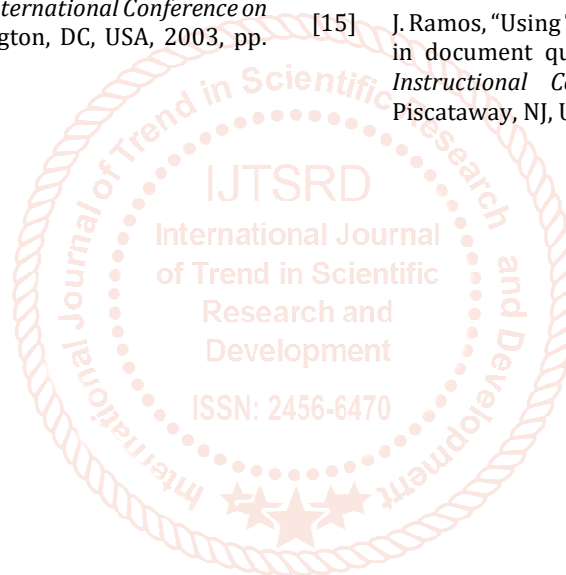 nternational Conference on
gton, DC, USA, 2003, pp.
[15] J. Ramos, “Using
in document qu
Instructional Co
Piscataway, NJ, U
International Journal of Trend in Scientific Research and Development
IJTSRD
International Journal
of Trend in Scientific
Research and
Development
ISSN: 2456-6470